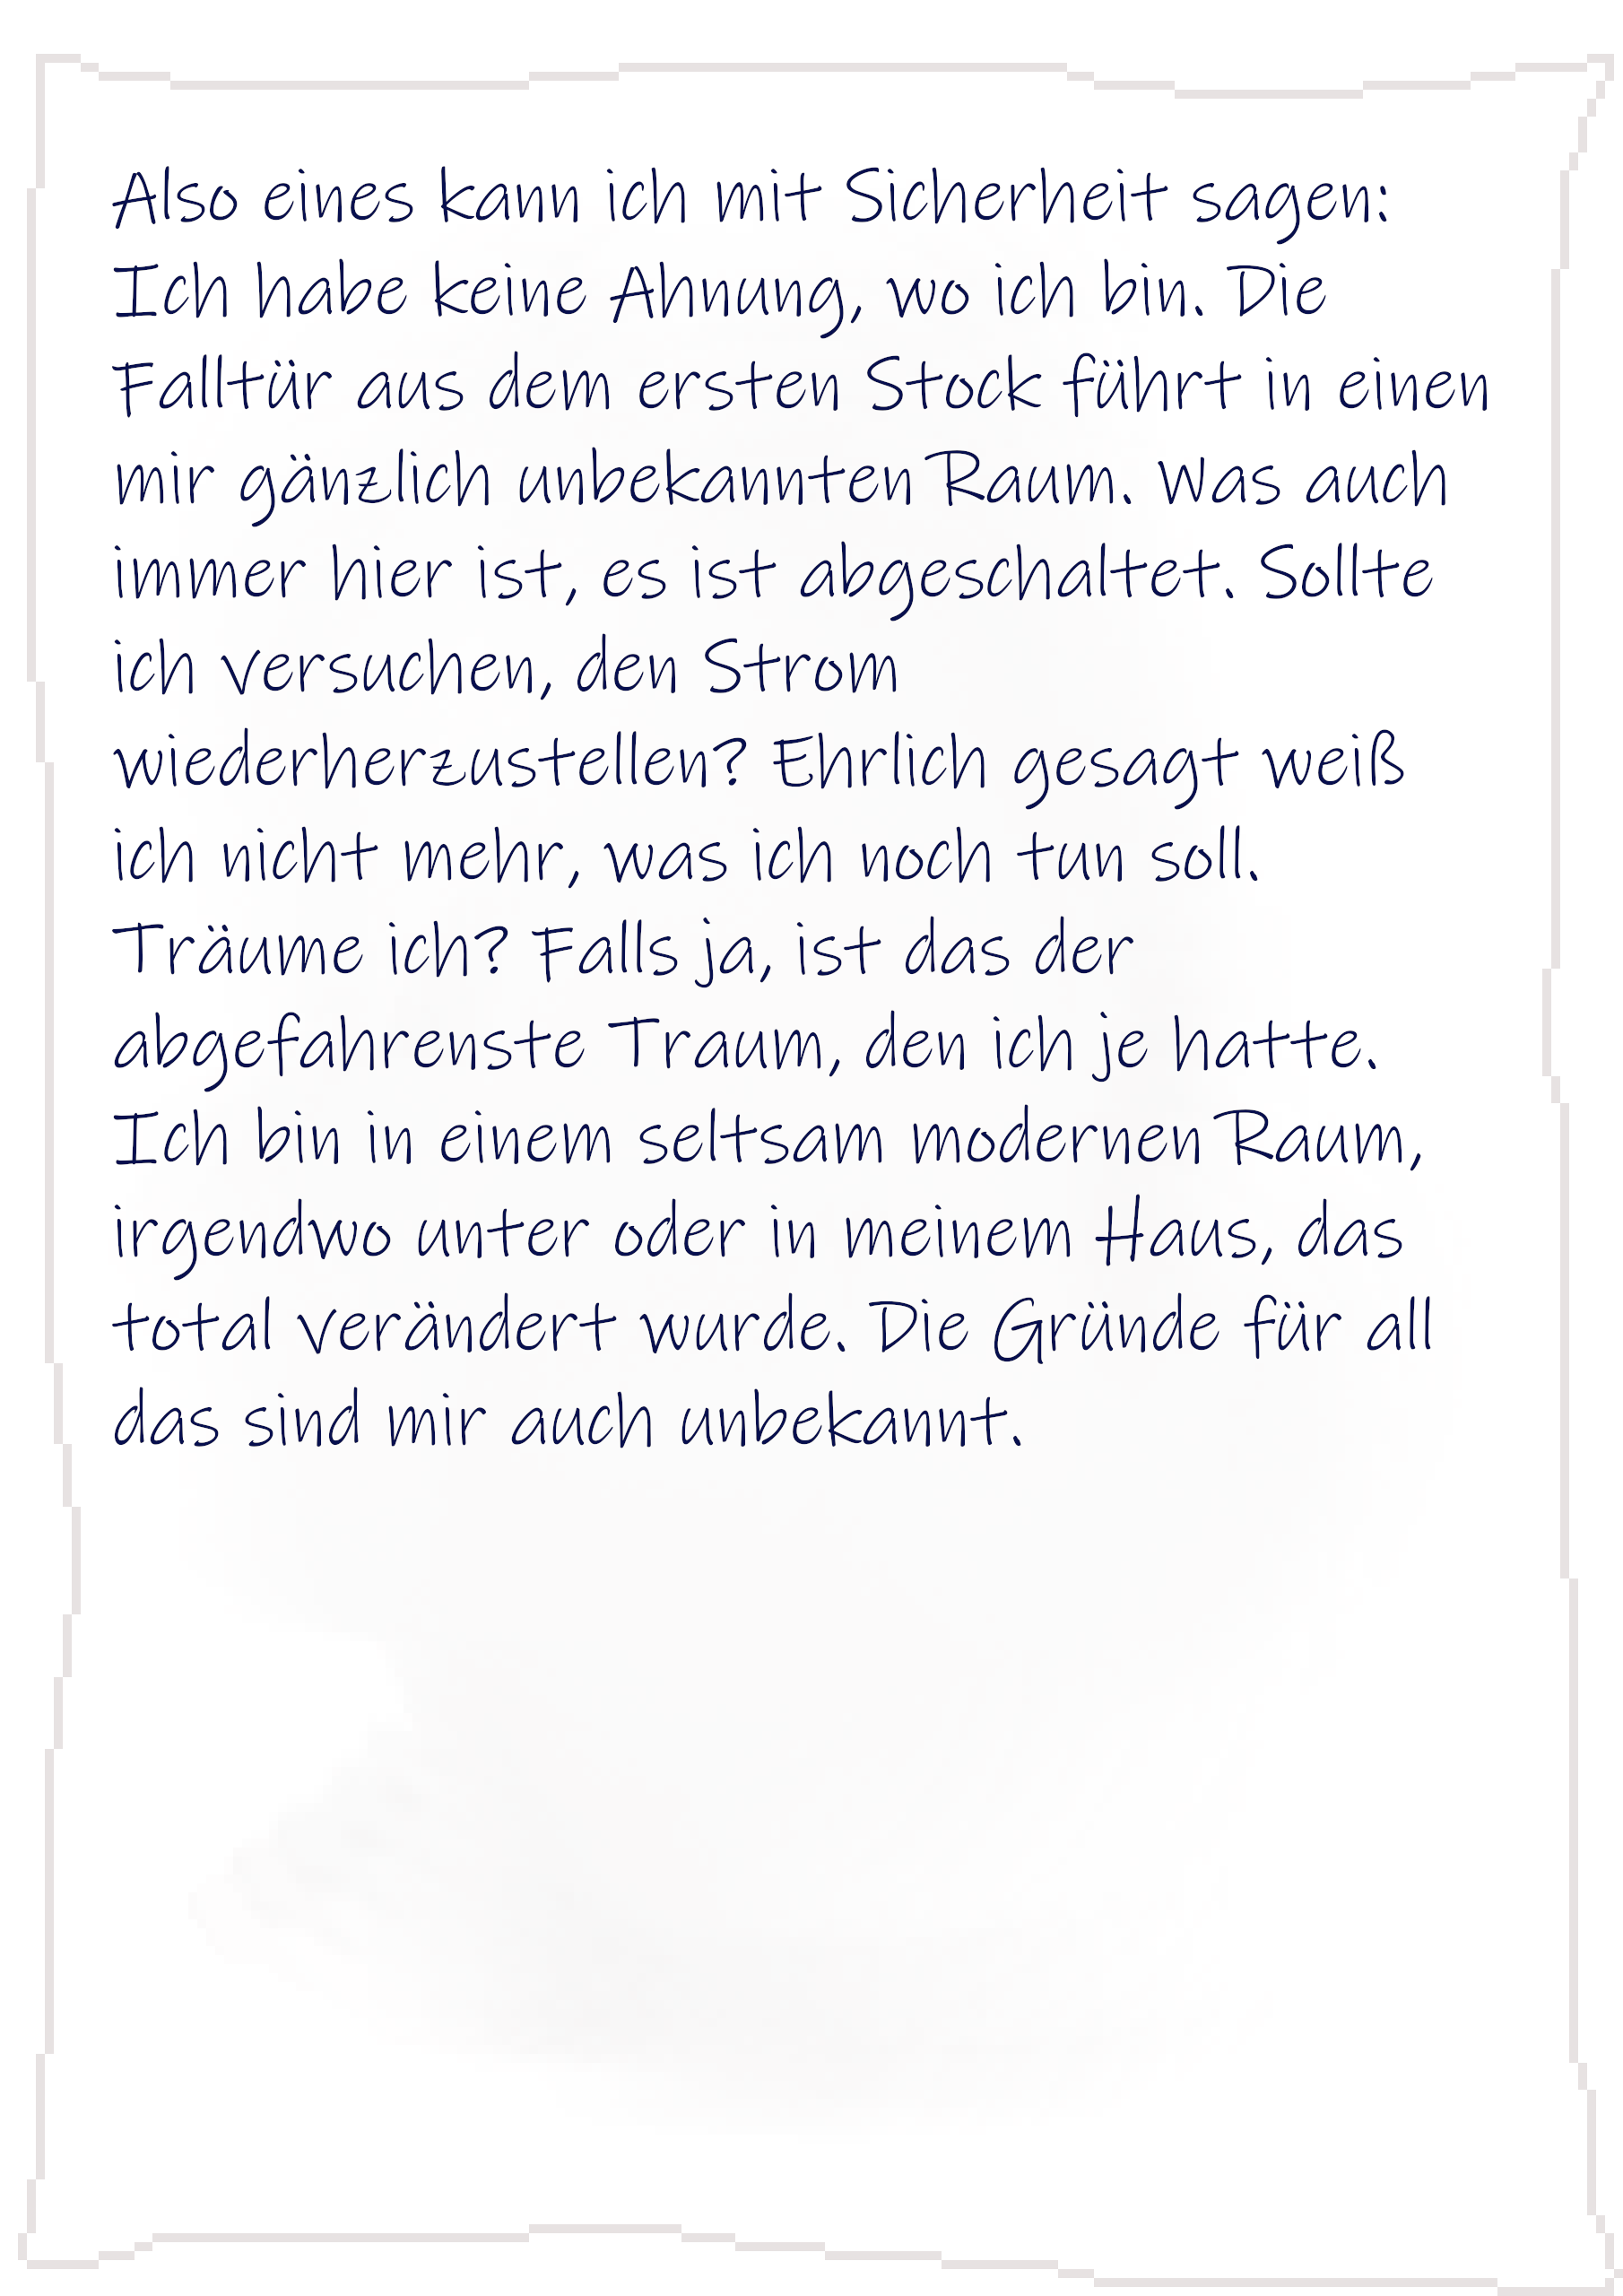 Also eines kann ich mit Sicherheit sagen:
Ich habe keine Ahnung, wo ich bin. Die
Falltür aus dem ersten Stock führt in einen
mir gänzlich unbekannten Raum. Was auch
immer hier ist, es ist abgeschaltet. Sollte
ich versuchen, den Strom
wiederherzustellen? Ehrlich gesagt weiß
ich nicht mehr, was ich noch tun soll.
Träume ich? Falls ja, ist das der
abgefahrenste Traum, den ich je hatte.
Ich bin in einem seltsam modernen Raum,
irgendwo unter oder in meinem Haus, das
total verändert wurde. Die Gründe für all
das sind mir auch unbekannt.